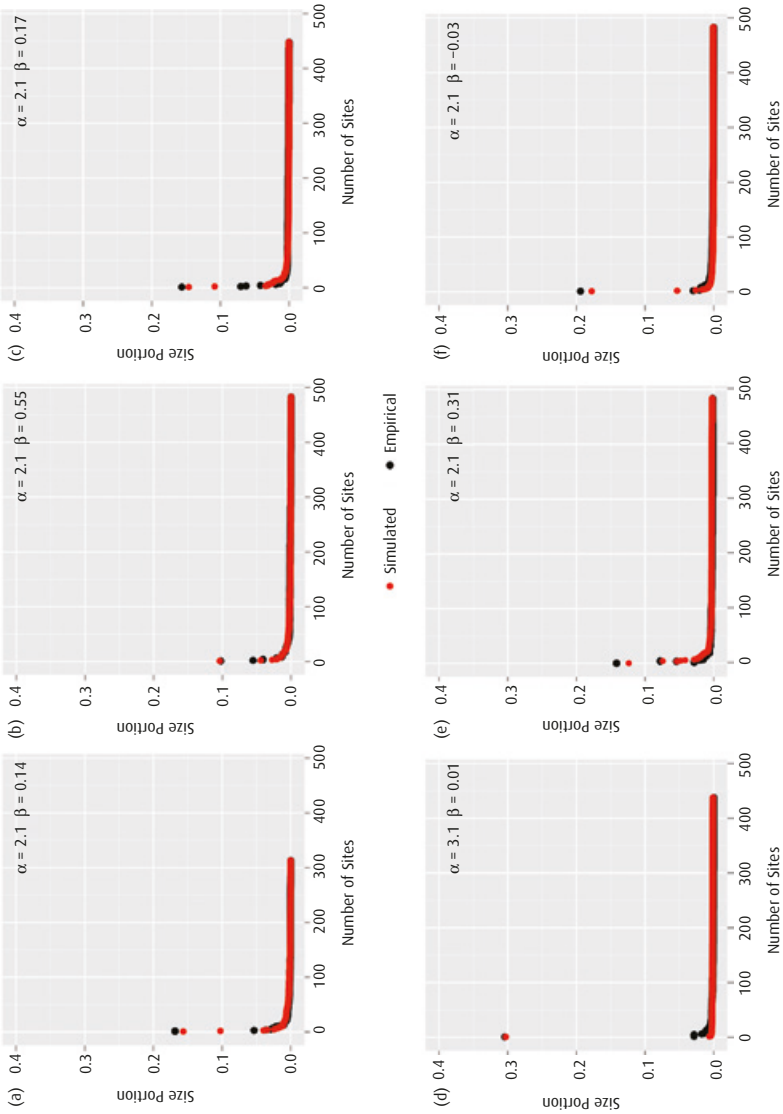 (a)
α = 2.1 β = 0.14
Size Portion
0.4
0.3
0.2
0.1
0.0
0
100
200
300
400
500
Number of Sites
(b)
α = 2.1 β = 0.55
Size Portion
0.4
0.3
0.2
0.1
0.0
0
100
200
300
400
500
Number of Sites
(c)
α = 2.1 β = 0.17
Size Portion
0.4
0.3
0.2
0.1
0.0
0
100
200
300
400
500
Number of Sites
Simulated
Empirical
(d)
α = 3.1 β = 0.01
Size Portion
0.4
0.3
0.2
0.1
0.0
0
100
200
300
400
500
Number of Sites
(e)
α = 2.1 β = 0.31
Size Portion
0.4
0.3
0.2
0.1
0.0
0
100
200
300
400
500
Number of Sites
(f)
α = 2.1 β = −0.03
Size Portion
0.4
0.3
0.2
0.1
0.0
0
100
200
300
400
500
Number of Sites